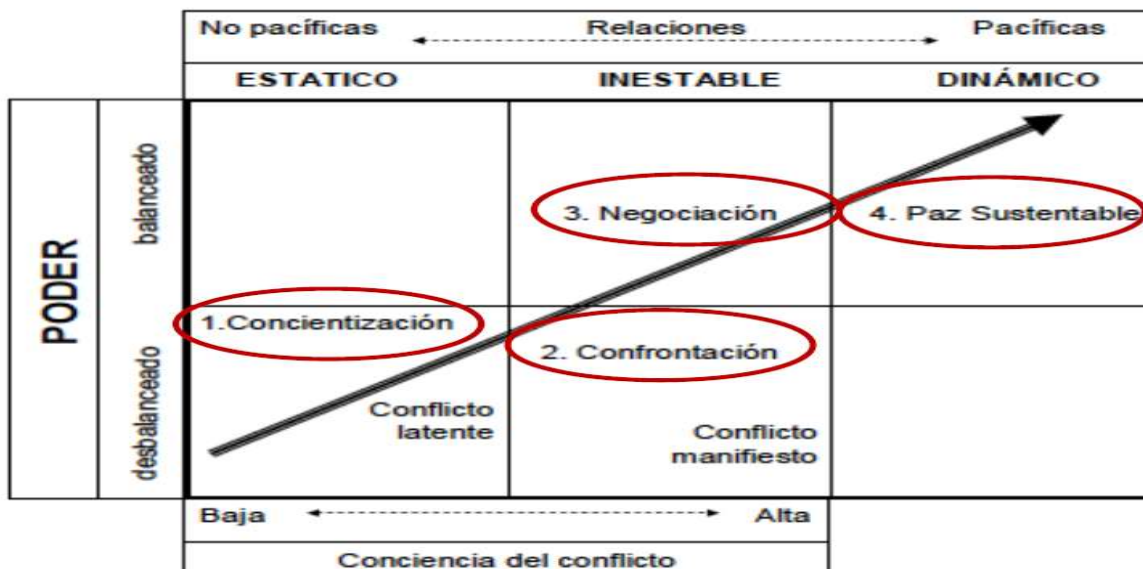 No pacíficas Relaciones Pacíficas
ESTATICO INESTABLE DINÁMICO
PODER
balanceado
desbalanceado
3. Negociación 4. Paz Sustentable
1.Concientización
2. Confrontación
Conflicto
latente
Conflicto
manifiesto
Baja Alta
Conciencia del conflicto